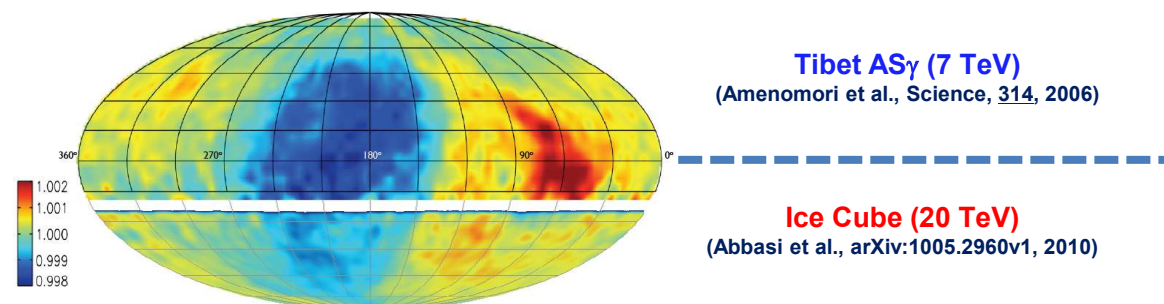 Tibet ASγ (7 TeV)
(Amenomori et al., Science, 314, 2006)
360° 270° 180° 90° 0°
1.002
1.001
1.000
0.999
0.998
Ice Cube (20 TeV)
(Abbasi et al., arXiv:1005.2960v1, 2010)